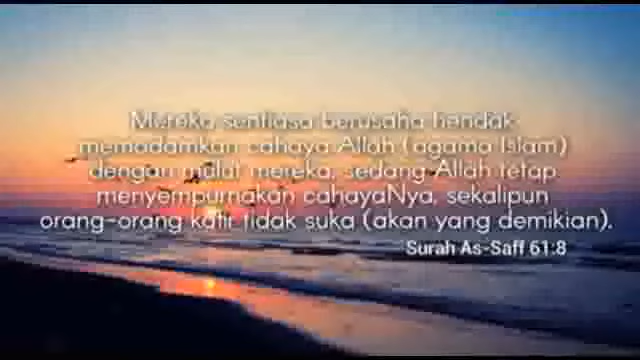 Mereka sentiasa berusaha hendak
memadamkan cahaya Allah (agama Islam)
dengan mulut mereka, sedang Allah tetap
menyempurnakan cahayaNya, sekalipun
orang-orang kafir tidak suka (akan yang demikian).
Surah As-Saff 61:8